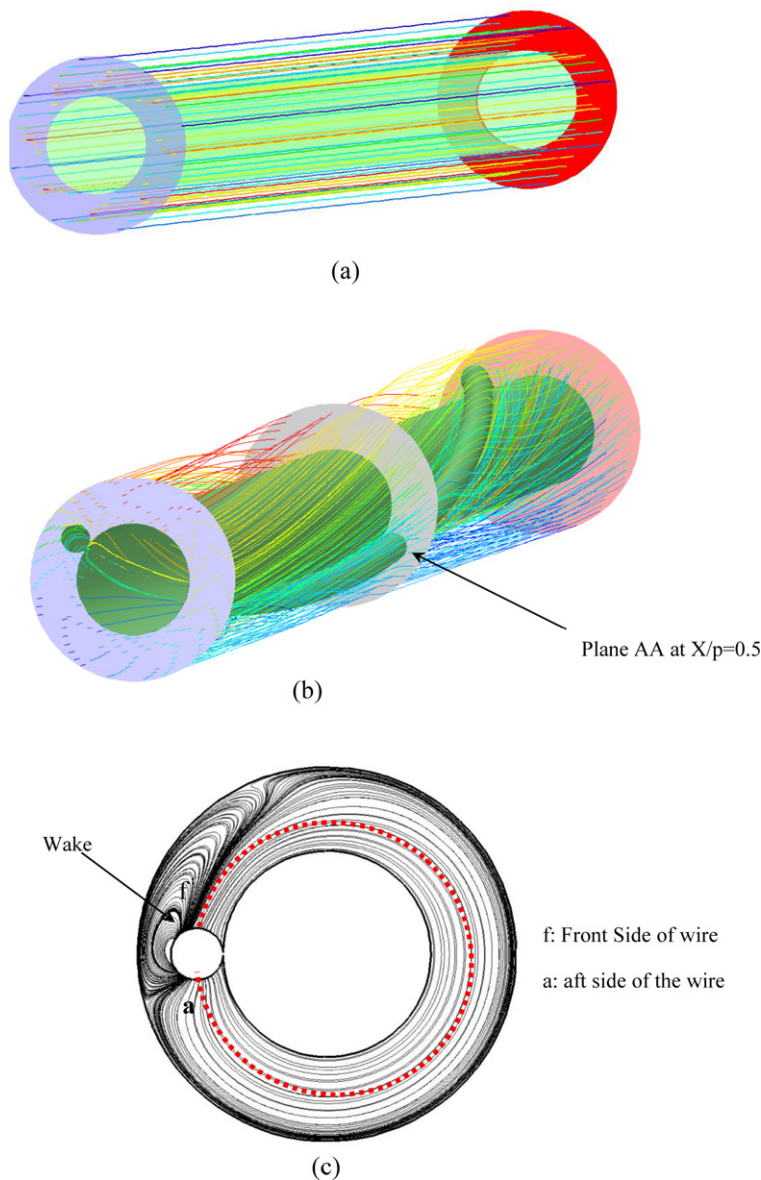 (a)
Plane AA at X/p=0.5
(b)
Wake
f
f: Front Side of wire
a
a: aft side of the wire
(c)